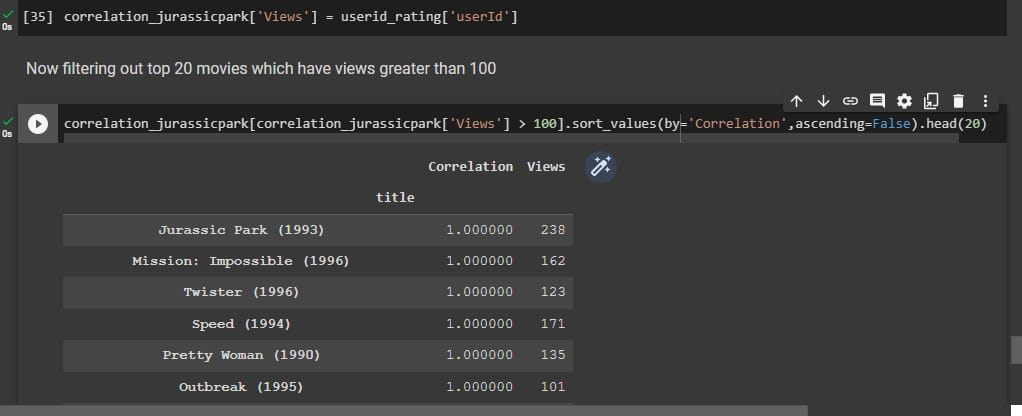 [35] correlation_jurassicpark['Views'] = userid_rating['userId']
0s
Now filtering out top 20 movies which have views greater than 100
0s
correlation_jurassicpark[correlation_jurassicpark['Views'] > 100].sort_values(by='Correlation',ascending=False).head(20)
Correlation Views
title
Jurassic Park (1993) 1.000000 238
Mission: Impossible (1996) 1.000000 162
Twister (1996) 1.000000 123
Speed (1994) 1.000000 171
Pretty Woman (1990) 1.000000 135
Outbreak (1995) 1.000000 101